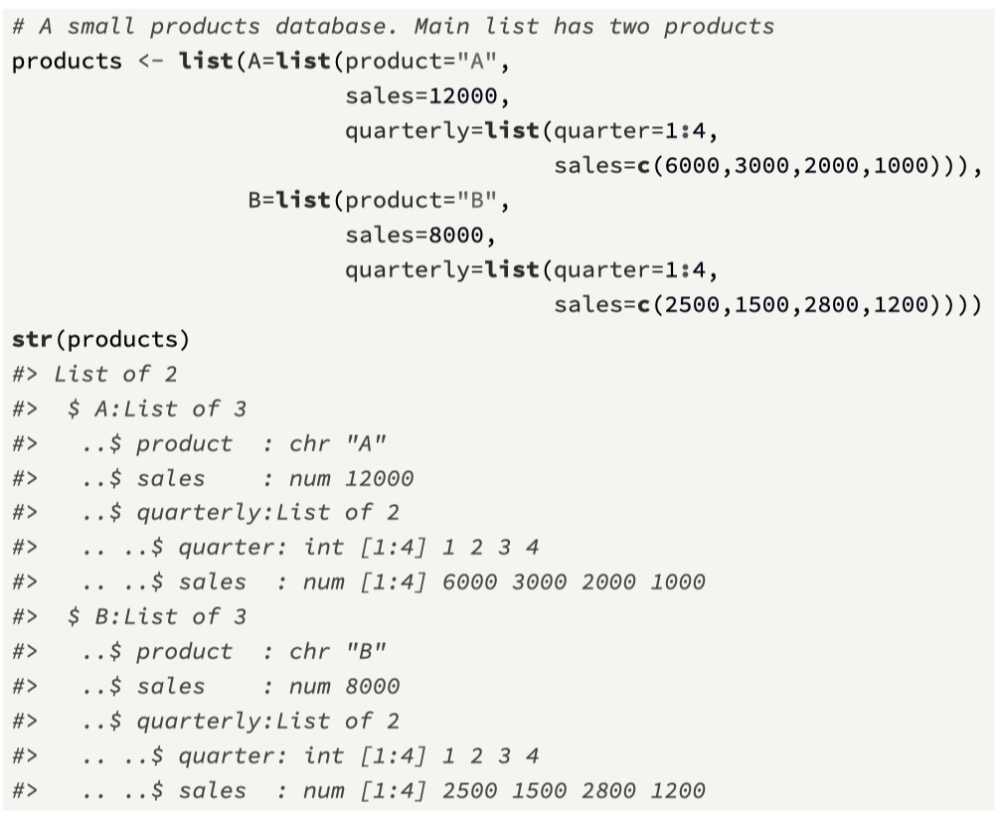 # A small products database. Main list has two products
products <- list(A=list(product="A",
                        sales=12000,
                        quarterly=list(quarter=1:4,
                                       sales=c(6000,3000,2000,1000))),
                 B=list(product="B",
                        sales=8000,
                        quarterly=list(quarter=1:4,
                                       sales=c(2500,1500,2800,1200))))
str(products)
#> List of 2
#>  $ A:List of 3
#>   ..$ product  : chr "A"
#>   ..$ sales    : num 12000
#>   ..$ quarterly:List of 2
#>   .. ..$ quarter: int [1:4] 1 2 3 4
#>   .. ..$ sales  : num [1:4] 6000 3000 2000 1000
#>  $ B:List of 3
#>   ..$ product  : chr "B"
#>   ..$ sales    : num 8000
#>   ..$ quarterly:List of 2
#>   .. ..$ quarter: int [1:4] 1 2 3 4
#>   .. ..$ sales  : num [1:4] 2500 1500 2800 1200